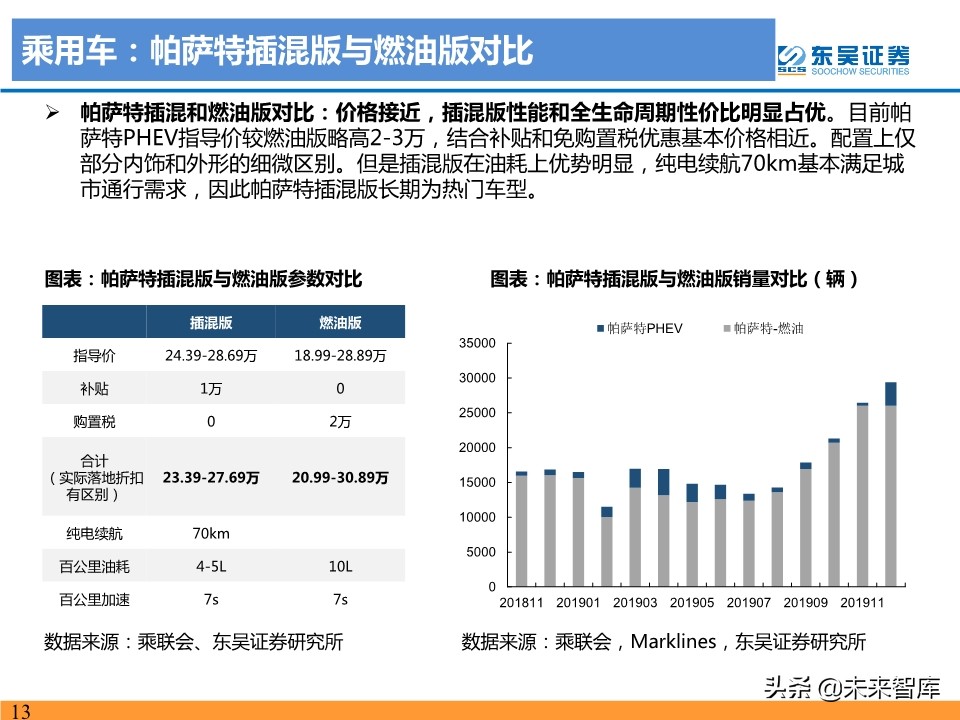 乘用车：帕萨特插混版与燃油版对比
SCS
东吴证券
SOOCHOW SECURITIES
➢ 帕萨特插混和燃油版对比：价格接近，插混版性能和全生命周期性价比明显占优。目前帕
萨特PHEV指导价较燃油版略高2-3万，结合补贴和免购置税优惠基本价格相近。配置上仅
部分内饰和外形的细微区别。但是插混版在油耗上优势明显，纯电续航70km基本满足城
市通行需求，因此帕萨特插混版长期为热门车型。
图表：帕萨特插混版与燃油版参数对比
插混版 燃油版
指导价 24.39-28.69万 18.99-28.89万
补贴 1万 0
购置税 0 2万
合计
（实际落地折扣
有区别） 23.39-27.69万 20.99-30.89万
纯电续航 70km
百公里油耗 4-5L 10L
百公里加速 7s 7s
数据来源：乘联会、东吴证券研究所
图表：帕萨特插混版与燃油版销量对比（辆）
帕萨特PHEV 帕萨特-燃油
35000
30000
25000
20000
15000
10000
5000
0
201811 201901 201903 201905 201907 201909 201911
数据来源：乘联会，Marklines，东吴证券研究所
头条 @未来智库
13